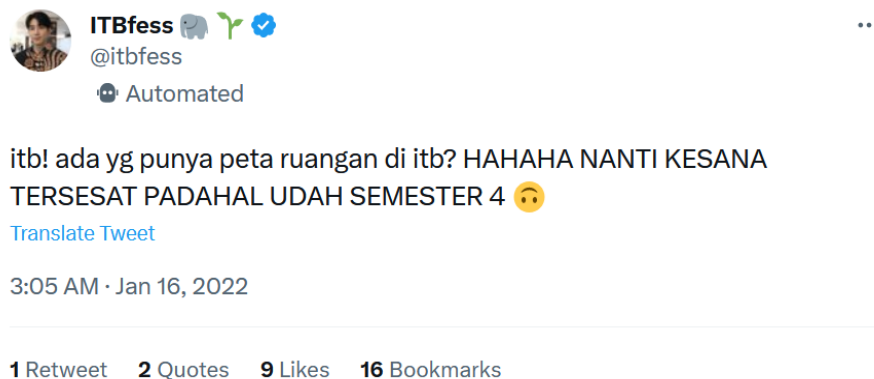 ITBfess 🐘 🌱
@itbfess
Automated
itb! ada yg punya peta ruangan di itb? HAHAHA NANTI KESANA
TERSESAT PADAHAL UDAH SEMESTER 4 🙃
Translate Tweet
3:05 AM · Jan 16, 2022
1 Retweet 2 Quotes 9 Likes 16 Bookmarks